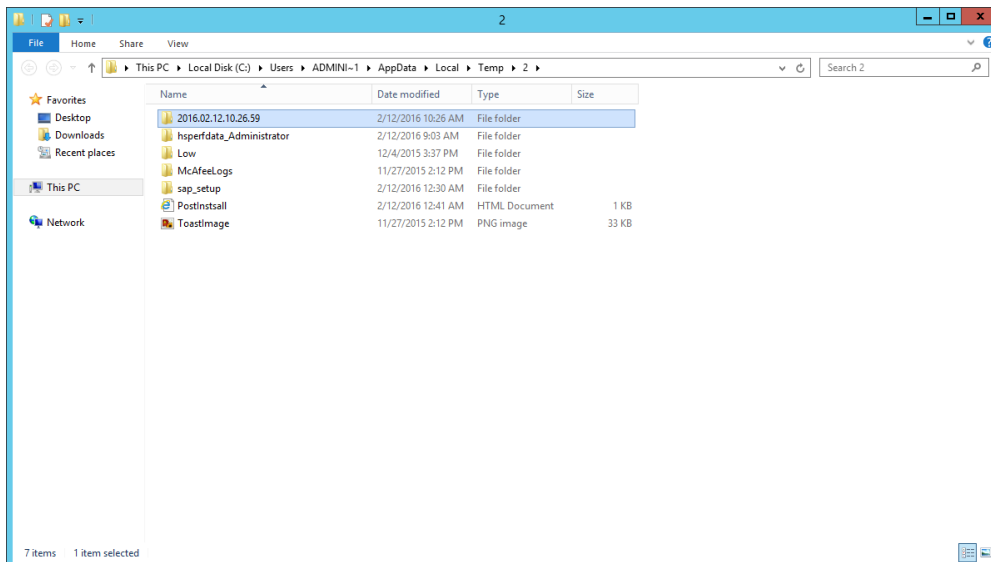 2
File Home Share View
This PC Local Disk (C:) Users ADMINI~1 AppData Local Temp 2
Search 2
Favorites
Desktop
Downloads
Recent places
This PC
Network
Name Date modified Type Size
2016.02.12.10.26.59 2/12/2016 10:26 AM File folder
hsperfdata_Administrator 2/12/2016 9:03 AM File folder
Low 12/4/2015 3:37 PM File folder
McAfeeLogs 11/27/2015 2:12 PM File folder
sap_setup 2/12/2016 12:30 AM File folder
PostInstsall 2/12/2016 12:41 AM HTML Document 1 KB
ToastImage 11/27/2015 2:12 PM PNG image 33 KB
7 items 1 item selected